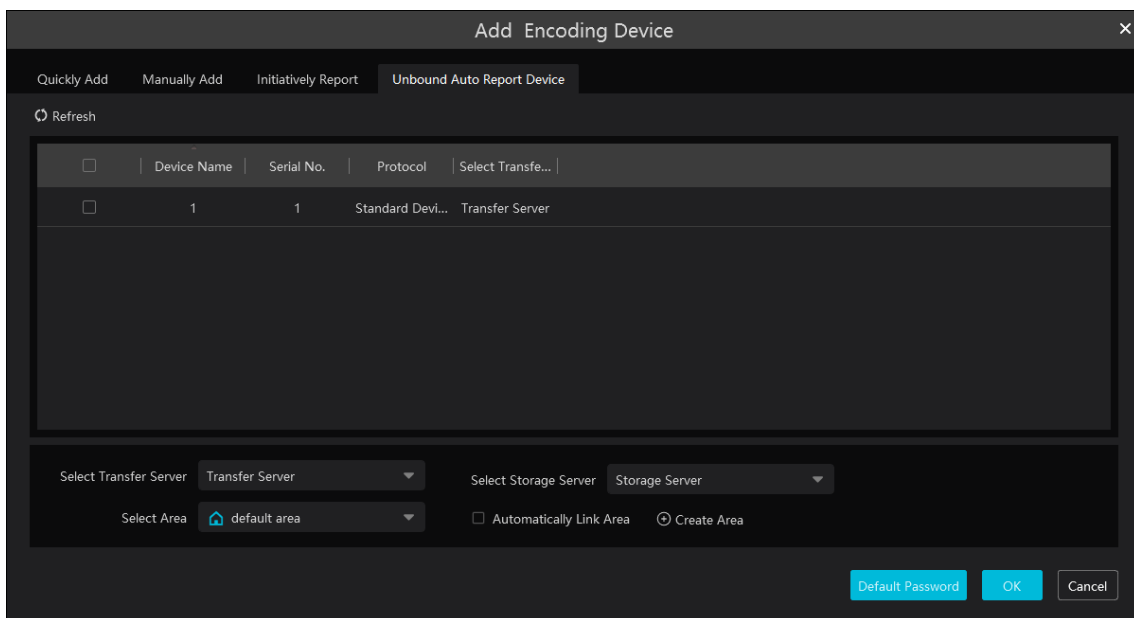 Add Encoding Device
Quickly Add Manually Add Initiatively Report Unbound Auto Report Device
Refresh
Device Name Serial No. Protocol Select Transfe...
1 1 Standard Devi... Transfer Server
Select Transfer Server Transfer Server Select Storage Server Storage Server
Select Area default area Automatically Link Area Create Area
Default Password OK Cancel